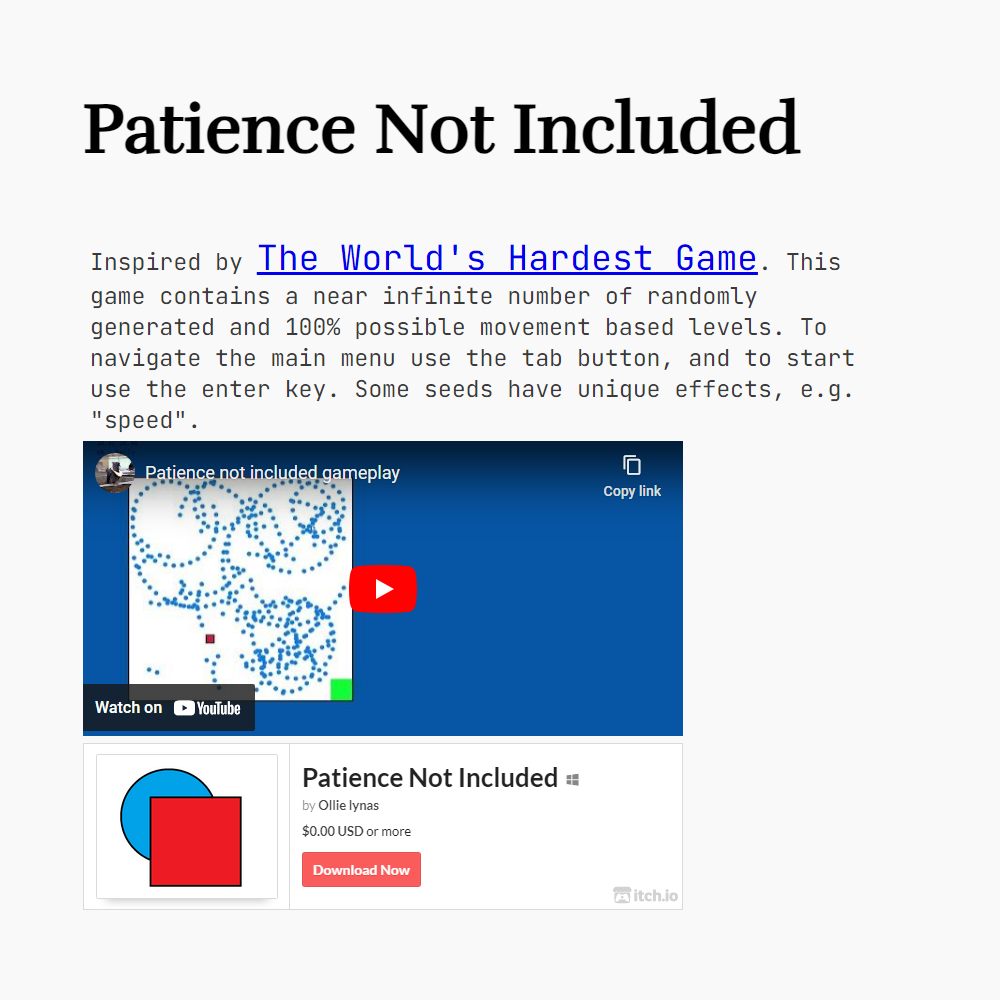 Patience Not Included
Inspired by The World's Hardest Game. This
game contains a near infinite number of randomly
generated and 100% possible movement based levels. To
navigate the main menu use the tab button, and to start
use the enter key. Some seeds have unique effects, e.g.
"speed".
Patience not included gameplay
Copy link
Watch on YouTube
Patience Not Included
by Ollie lynas
$0.00 USD or more
Download Now
itch.io